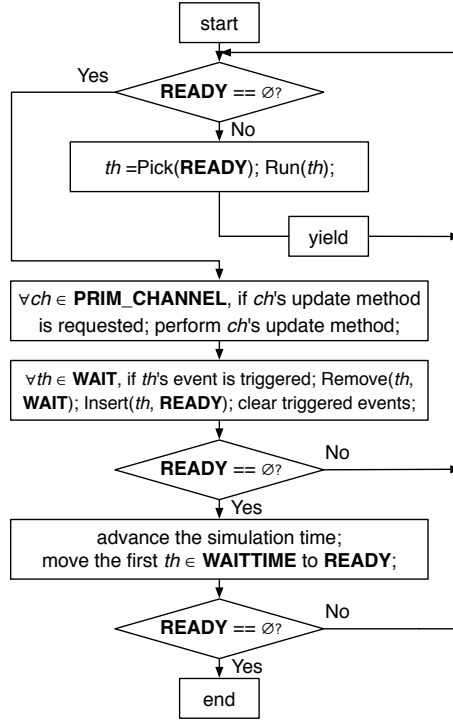 start
Yes
READY == ∅?
No
th =Pick(READY); Run(th);
yield
∀ch ∈ PRIM_CHANNEL, if ch's update method
is requested; perform ch's update method;
∀th ∈ WAIT, if th's event is triggered; Remove(th,
WAIT); Insert(th, READY); clear triggered events;
READY == ∅?
No
Yes
advance the simulation time;
move the first th ∈ WAITTIME to READY;
READY == ∅?
No
Yes
end